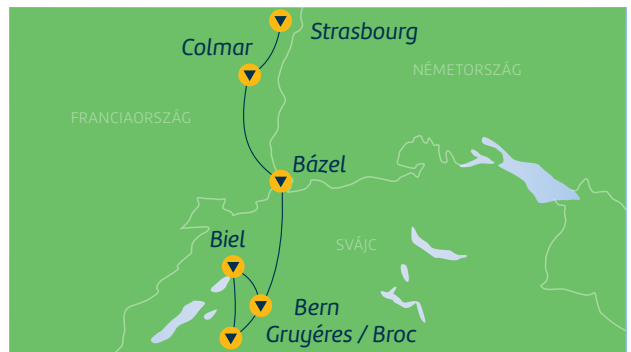 Strasbourg
Colmar
NÉMETORSZÁG
FRANCIAORSZÁG
Bázel
Biel
SVÁJC
Bern
Gruyéres / Broc